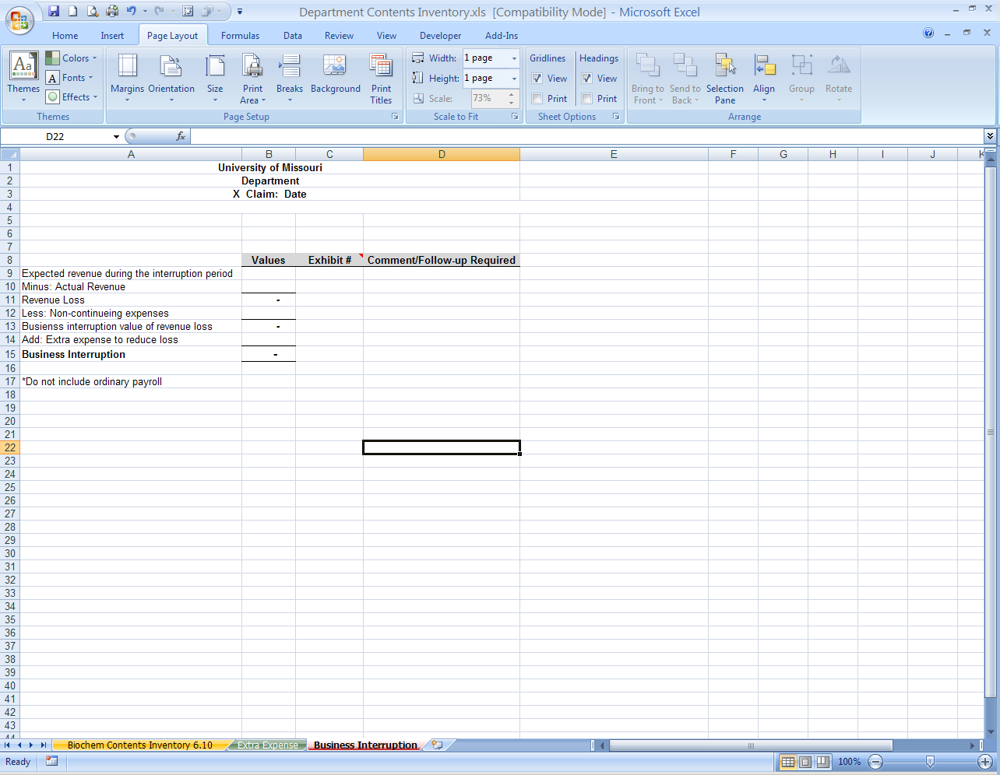 Department Contents Inventory.xls  [Compatibility Mode] - Microsoft Excel
Home Insert Page Layout Formulas Data Review View Developer Add-Ins
Aa Colors Width: 1 page Gridlines Headings
A Fonts Height: 1 page View View
Themes Effects Margins Orientation Size Print Area Breaks Background Print Titles Scale: 73% Print Print Bring to Front Send to Back Selection Pane Align Group Rotate
Themes Page Setup Scale to Fit Sheet Options Arrange
D22 fx
A B C D E F G H I J K
1 University of Missouri
2 Department
3 X  Claim:  Date
4
5
6
7
8 Values Exhibit # Comment/Follow-up Required
9 Expected revenue during the interruption period
10 Minus: Actual Revenue
11 Revenue Loss -
12 Less: Non-continueing expenses
13 Busienss interruption value of revenue loss -
14 Add: Extra expense to reduce loss
15 Business Interruption -
16
17 *Do not include ordinary payroll
18
19
20
21
22
23
24
25
26
27
28
29
30
31
32
33
34
35
36
37
38
39
40
41
42
43
44
Biochem Contents Inventory 6.10 Extra Expense Business Interruption
Ready 100%